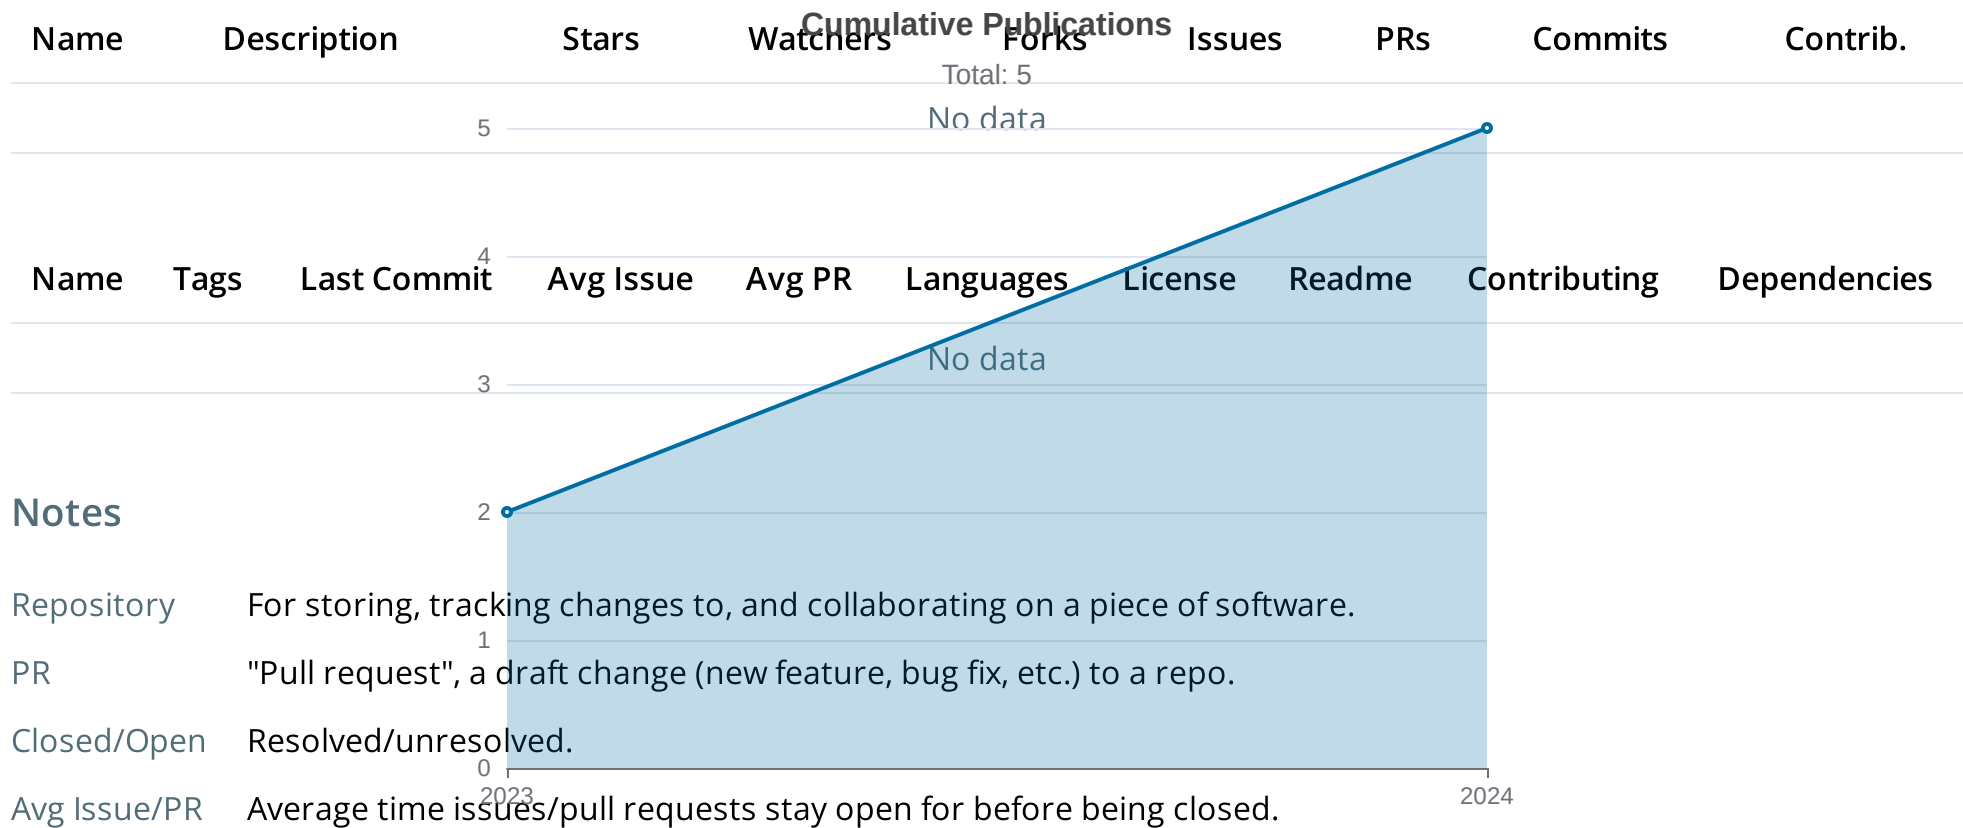 Cumulative Publications
Name Description Stars Watchers Forks Issues PRs Commits Contrib.
Total: 5
No data
5
4
Name Tags Last Commit Avg Issue Avg PR Languages License Readme Contributing Dependencies
No data
3
2
Notes
Repository For storing, tracking changes to, and collaborating on a piece of software.
1
PR "Pull request", a draft change (new feature, bug fix, etc.) to a repo.
Closed/Open Resolved/unresolved.
0
2023 2024
Avg Issue/PR Average time issues/pull requests stay open for before being closed.